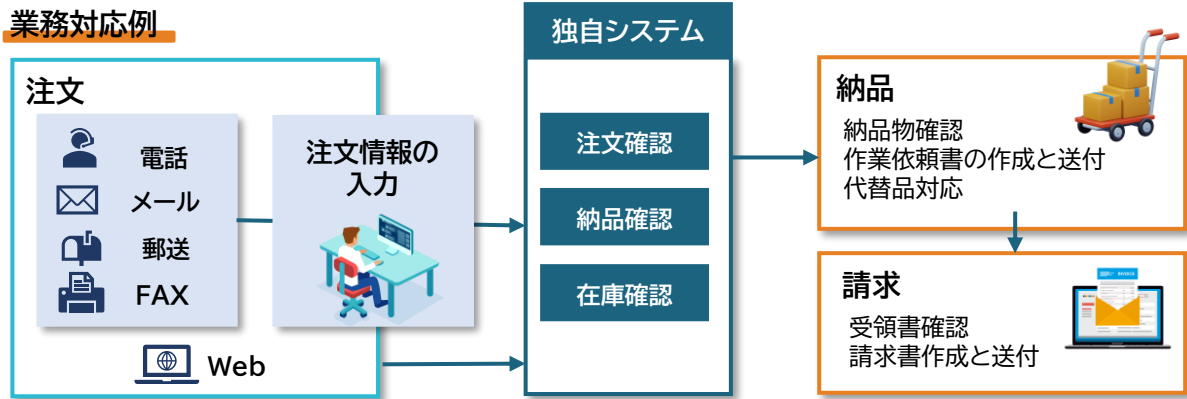 業務対応例
注文
電話
メール
郵送
FAX
Web
注文情報の
入力
独自システム
注文確認
納品確認
在庫確認
納品
納品物確認
作業依頼書の作成と送付
代替品対応
請求
受領書確認
請求書作成と送付
INVOICE